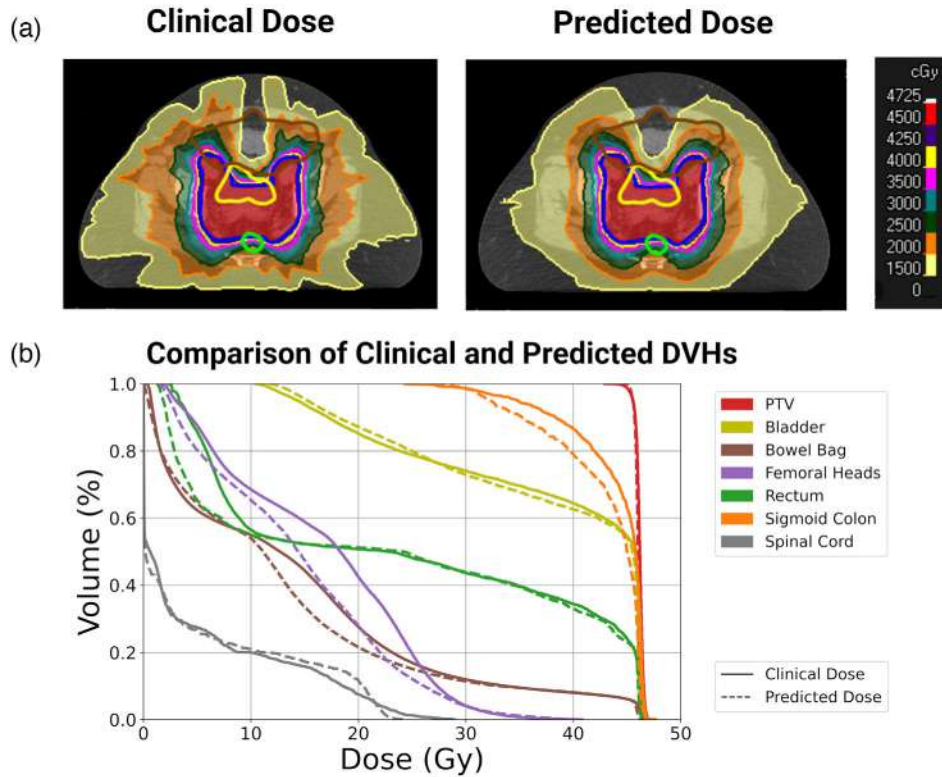 (a)
Clinical Dose
Predicted Dose
cGy
4725
4500
4250
4000
3500
3000
2500
2000
1500
0
(b)
Comparison of Clinical and Predicted DVHs
1.0
0.8
0.6
0.4
0.2
0.0
Volume (%)
0
10
20
30
40
50
Dose (Gy)
PTV
Bladder
Bowel Bag
Femoral Heads
Rectum
Sigmoid Colon
Spinal Cord
Clinical Dose
Predicted Dose